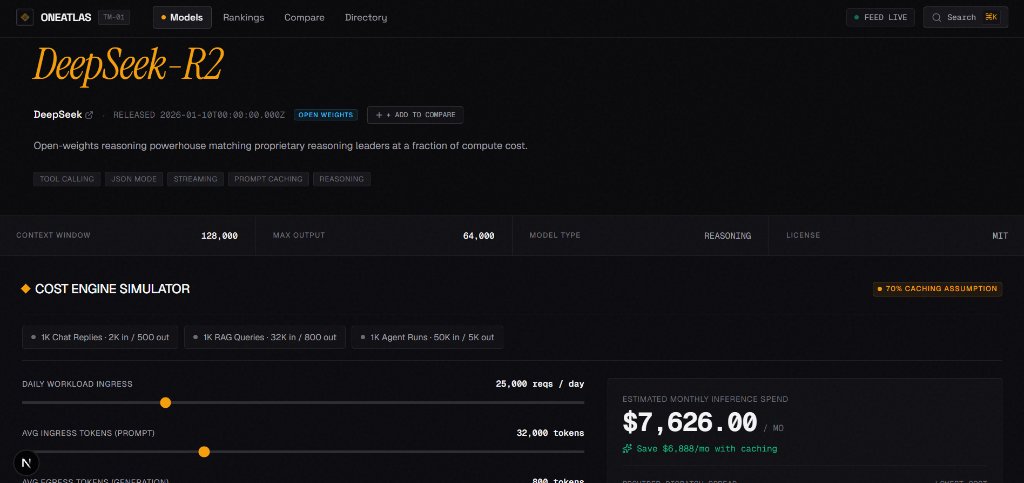 ONEATLAS TM-01 Models Rankings Compare Directory FEED LIVE Search ⌘K
DeepSeek-R2
DeepSeek · RELEASED 2026-01-10T00:00:00.000Z OPEN WEIGHTS + + ADD TO COMPARE
Open-weights reasoning powerhouse matching proprietary reasoning leaders at a fraction of compute cost.
TOOL CALLING JSON MODE STREAMING PROMPT CACHING REASONING
CONTEXT WINDOW 128,000 MAX OUTPUT 64,000 MODEL TYPE REASONING LICENSE MIT
COST ENGINE SIMULATOR 70% CACHING ASSUMPTION
1K Chat Replies · 2K in / 500 out 1K RAG Queries · 32K in / 800 out 1K Agent Runs · 50K in / 5K out
DAILY WORKLOAD INGRESS 25,000 reqs / day
ESTIMATED MONTHLY INFERENCE SPEND
$7,626.00 / MO
AVG INGRESS TOKENS (PROMPT) 32,000 tokens
Save $6,888/mo with caching
N
AVG EGRESS TOKENS (GENERATION) 800 tokens